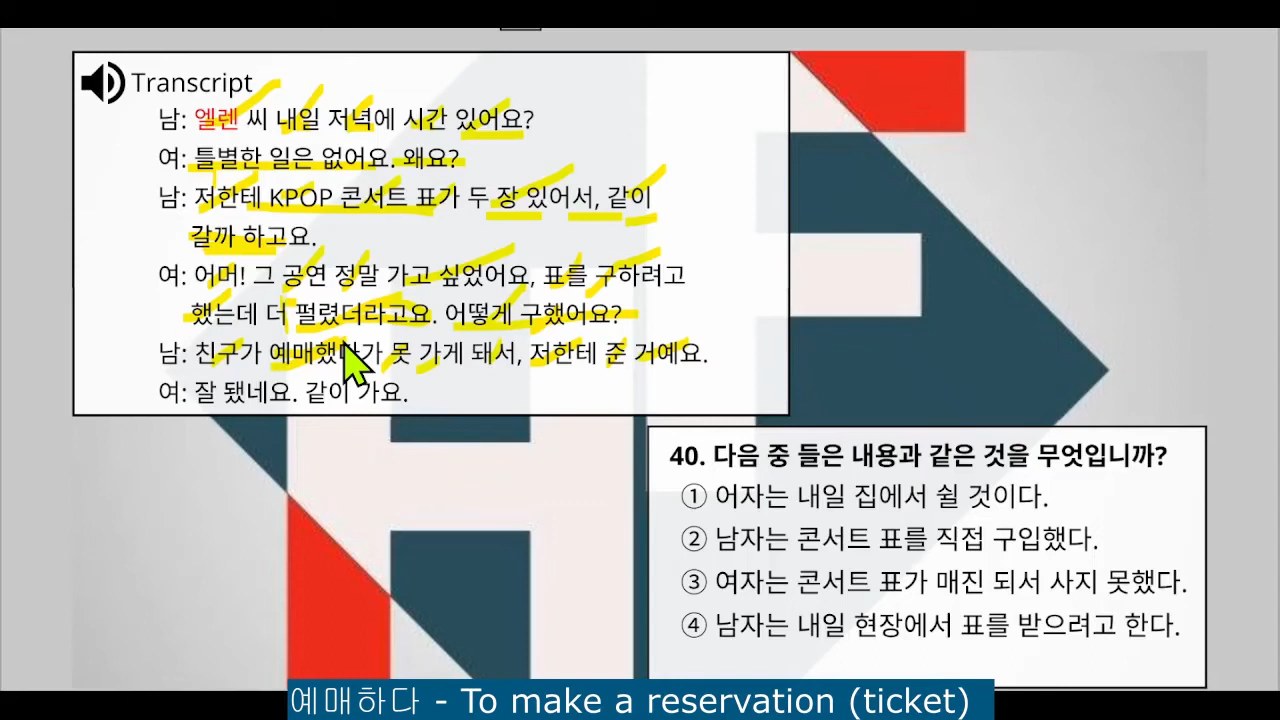 Transcript
남: 엘렌 씨 내일 저녁에 시간 있어요?
여: 틀별한 일은 없어요. 왜요?
남: 저한테 KPOP 콘서트 표가 두 장 있어서, 같이
갈까 하고요.
여: 어머! 그 공연 정말 가고 싶었어요, 표를 구하려고
했는데 더 펄렸더라고요. 어떻게 구했어요?
남: 친구가 예매했다가 못 가게 돼서, 저한테 준 거예요.
여: 잘 됐네요. 같이 가요.
40. 다음 중 들은 내용과 같은 것을 무엇입니까?
① 어자는 내일 집에서 쉴 것이다.
② 남자는 콘서트 표를 직접 구입했다.
③ 여자는 콘서트 표가 매진 되서 사지 못했다.
④ 남자는 내일 현장에서 표를 받으려고 한다.
예매하다 - To make a reservation (ticket)